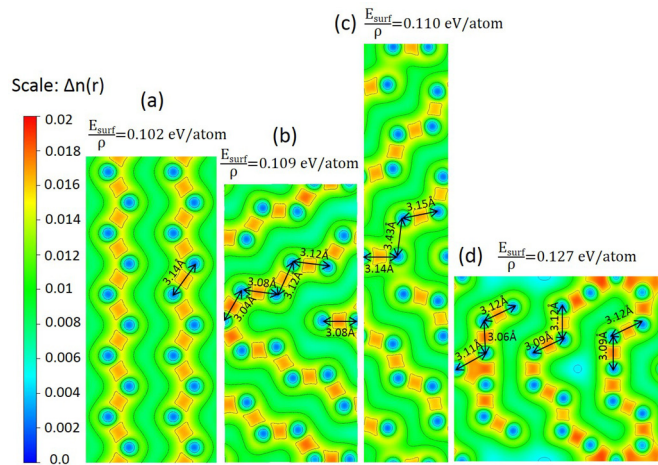 (c) E_surf/ρ=0.110 eV/atom
Scale: Δn(r)
(a)
E_surf/ρ=0.102 eV/atom
(b)
E_surf/ρ=0.109 eV/atom
(d) E_surf/ρ=0.127 eV/atom
0.02
0.018
0.016
0.014
0.012
0.010
0.008
0.006
0.004
0.002
0.0
3.14Å
3.12Å
3.08Å
3.12Å
3.04Å
3.08Å
3.15Å
3.43Å
3.14Å
3.12Å
3.06Å
3.11Å
3.12Å
3.09Å
3.12Å
3.09Å